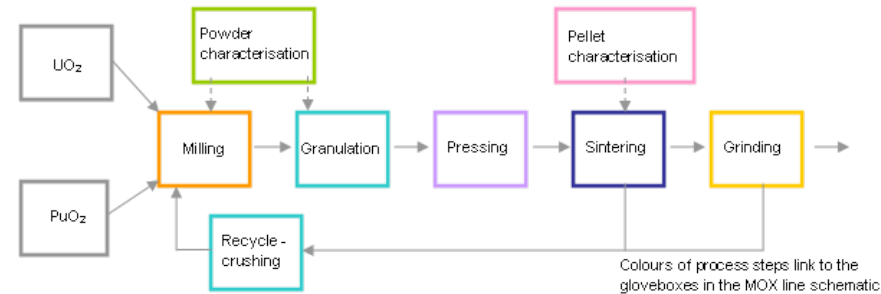 Powder
characterisation
Pellet
characterisation
UO₂
Milling
Granulation
Pressing
Sintering
Grinding
PuO₂
Recycle -
crushing
Colours of process steps link to the
gloveboxes in the MOX line schematic